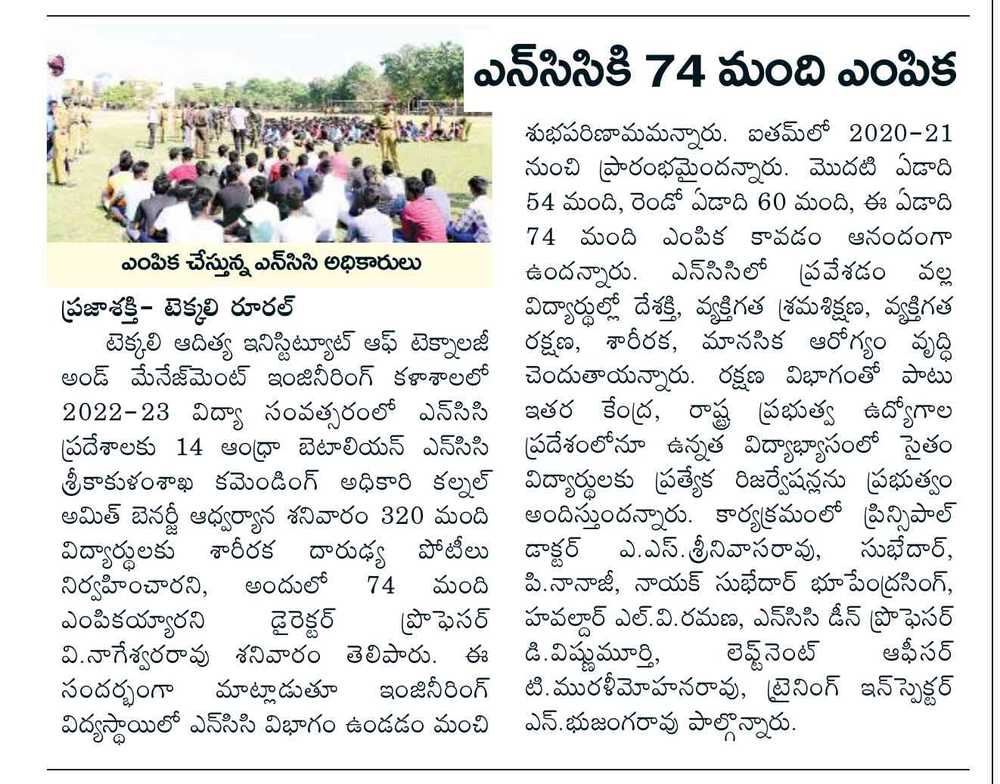 ఎన్‌సిసికి 74 మంది ఎంపిక
ఎంపిక చేస్తున్న ఎన్‌సిసి అధికారులు
ప్రజాశక్తి- టెక్కలి రూరల్
టెక్కలి ఆదిత్య ఇనిస్టిట్యూట్ ఆఫ్ టెక్నాలజీ
అండ్ మేనేజ్‌మెంట్ ఇంజినీరింగ్ కళాశాలలో
2022-23 విద్యా సంవత్సరంలో ఎన్‌సిసి
ప్రదేశాలకు 14 ఆంధ్రా బెటాలియన్ ఎన్‌సిసి
శ్రీకాకుళంశాఖ కమెండింగ్ అధికారి కల్నల్
అమిత్ బెనర్జీ ఆధ్వర్యాన శనివారం 320 మంది
విద్యార్థులకు శారీరక దారుఢ్య పోటీలు
నిర్వహించారని, అందులో 74 మంది
ఎంపికయ్యారని డైరెక్టర్ ప్రొఫెసర్
వి.నాగేశ్వరరావు శనివారం తెలిపారు. ఈ
సందర్భంగా మాట్లాడుతూ ఇంజినీరింగ్
విద్యస్థాయిలో ఎన్‌సిసి విభాగం ఉండడం మంచి
శుభపరిణామమన్నారు. ఐతమ్‌లో 2020-21
నుంచి ప్రారంభమైందన్నారు. మొదటి ఏడాది
54 మంది, రెండో ఏడాది 60 మంది, ఈ ఏడాది
74 మంది ఎంపిక కావడం ఆనందంగా
ఉందన్నారు. ఎన్‌సిసిలో ప్రవేశడం వల్ల
విద్యార్థుల్లో దేశక్తి, వ్యక్తిగత శ్రమశిక్షణ, వ్యక్తిగత
రక్షణ, శారీరక, మానసిక ఆరోగ్యం వృద్ధి
చెందుతాయన్నారు. రక్షణ విభాగంతో పాటు
ఇతర కేంద్ర, రాష్ట్ర ప్రభుత్వ ఉద్యోగాల
ప్రదేశంలోనూ ఉన్నత విద్యాభ్యాసంలో సైతం
విద్యార్థులకు ప్రత్యేక రిజర్వేషన్లను ప్రభుత్వం
అందిస్తుందన్నారు. కార్యక్రమంలో ప్రిన్సిపాల్
డాక్టర్ ఎ.ఎస్.శ్రీనివాసరావు, సుభేదార్,
పి.నానాజీ, నాయక్ సుభేదార్ భూపేంద్రసింగ్,
హవల్దార్ ఎల్.వి.రమణ, ఎన్‌సిసి డీన్ ప్రొఫెసర్
డి.విష్ణుమూర్తి, లెఫ్ట్‌నెంట్ ఆఫీసర్
టి.మురళీమోహనరావు, ట్రైనింగ్ ఇన్‌స్పెక్టర్
ఎన్.భుజంగరావు పాల్గొన్నారు.